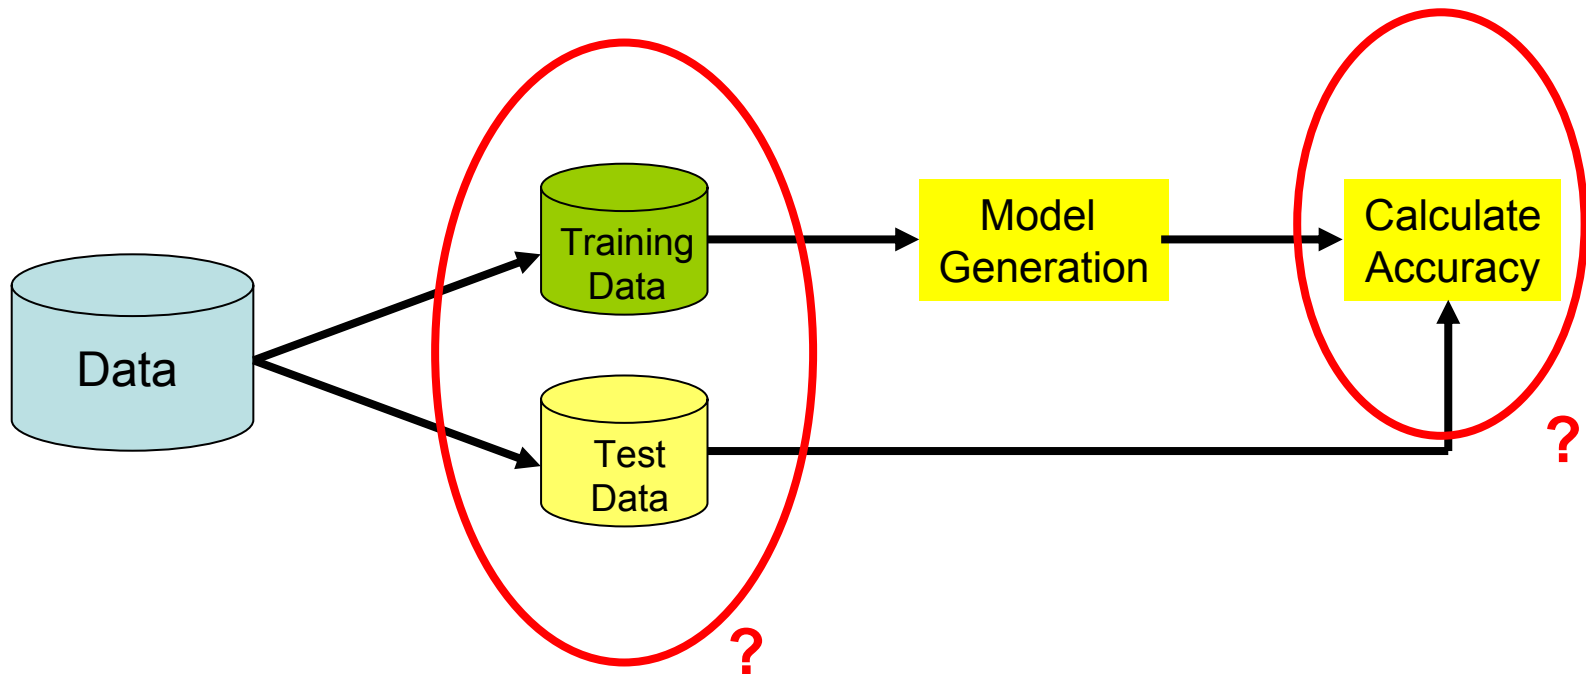 Data
Training
Data
Test
Data
Model
Generation
Calculate
Accuracy
?
?